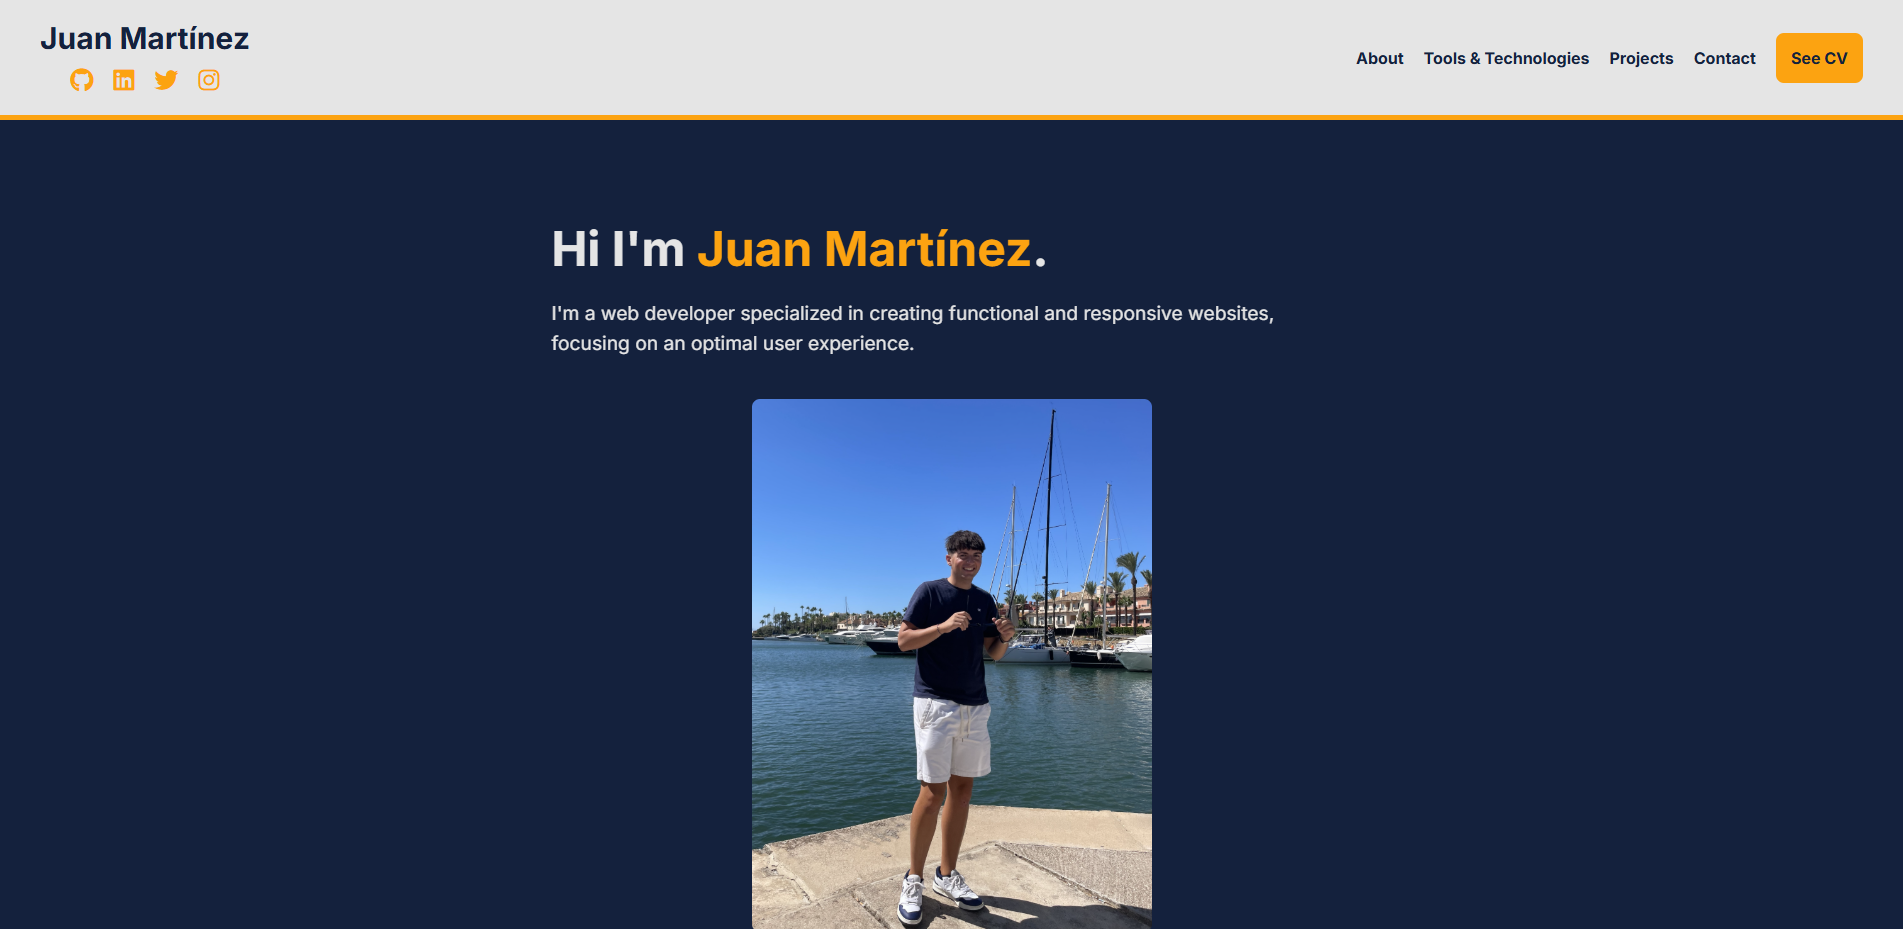 Juan Martínez
About Tools & Technologies Projects Contact See CV
Hi I'm Juan Martínez.
I'm a web developer specialized in creating functional and responsive websites,
focusing on an optimal user experience.